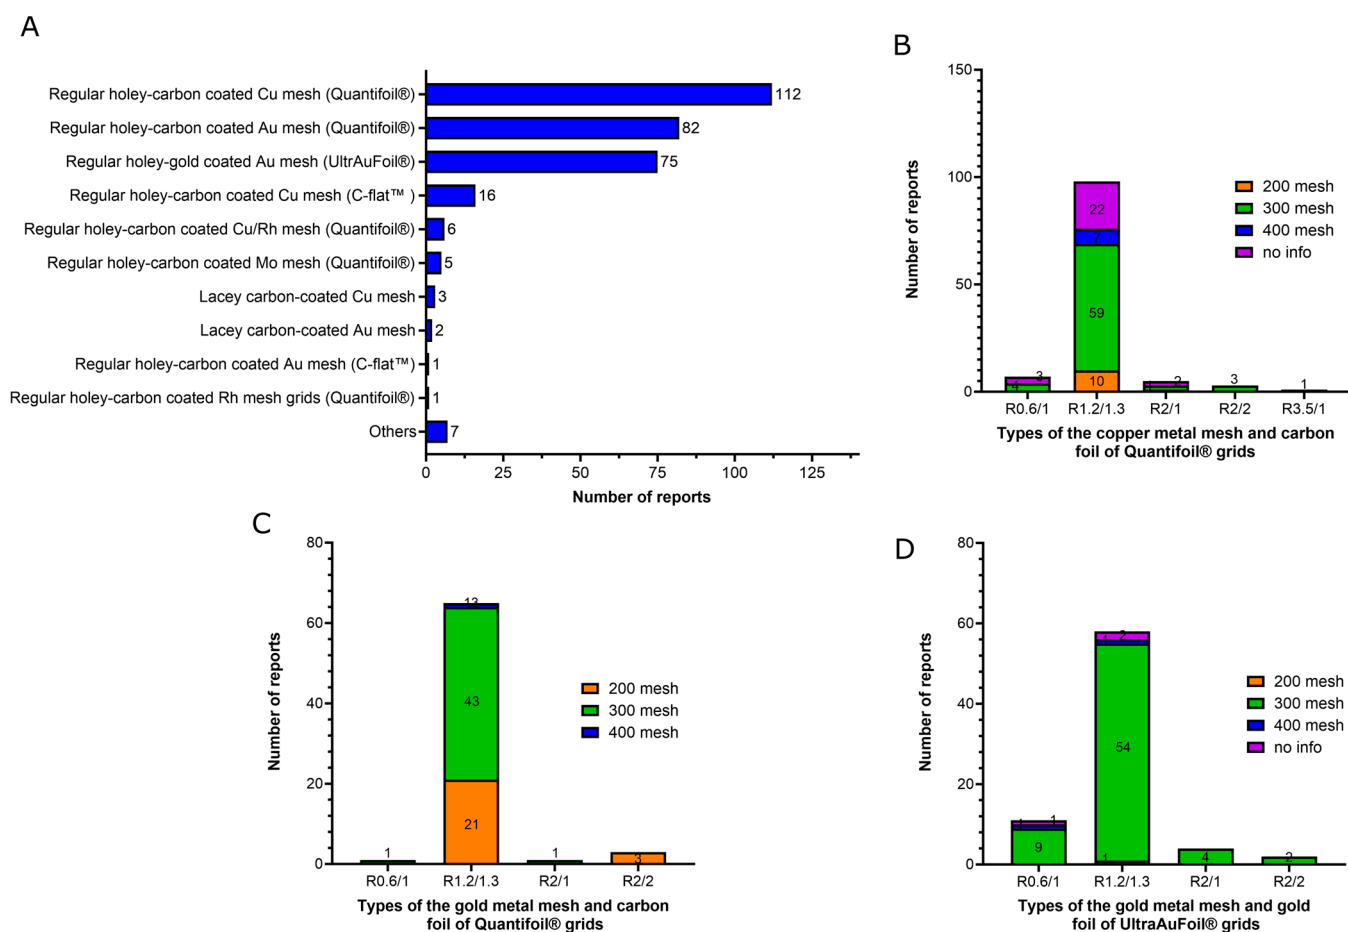 A
Regular holey-carbon coated Cu mesh (Quantifoil®)
112
Regular holey-carbon coated Au mesh (Quantifoil®)
82
Regular holey-gold coated Au mesh (UltrAuFoil®)
75
Regular holey-carbon coated Cu mesh (C-flat™ )
16
Regular holey-carbon coated Cu/Rh mesh (Quantifoil®)
6
Regular holey-carbon coated Mo mesh (Quantifoil®)
5
Lacey carbon-coated Cu mesh
3
Lacey carbon-coated Au mesh
2
Regular holey-carbon coated Au mesh (C-flat™)
1
Regular holey-carbon coated Rh mesh grids (Quantifoil®)
1
Others
7
0 25 50 75 100 125
Number of reports
B
Number of reports
150
100
50
0
22
7
59
10
3
4
2
3
1
200 mesh
300 mesh
400 mesh
no info
R0.6/1 R1.2/1.3 R2/1 R2/2 R3.5/1
Types of the copper metal mesh and carbon
foil of Quantifoil® grids
C
Number of reports
80
60
40
20
0
1
13
43
21
1
3
200 mesh
300 mesh
400 mesh
R0.6/1 R1.2/1.3 R2/1 R2/2
Types of the gold metal mesh and carbon
foil of Quantifoil® grids
D
Number of reports
80
60
40
20
0
1
1
9
2
54
1
4
2
200 mesh
300 mesh
400 mesh
no info
R0.6/1 R1.2/1.3 R2/1 R2/2
Types of the gold metal mesh and gold
foil of UltraAuFoil® grids